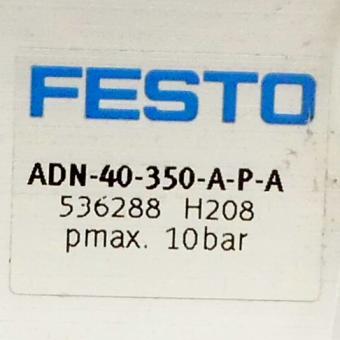 FESTO
ADN-40-350-A-P-A
536288 H208
pmax. 10bar